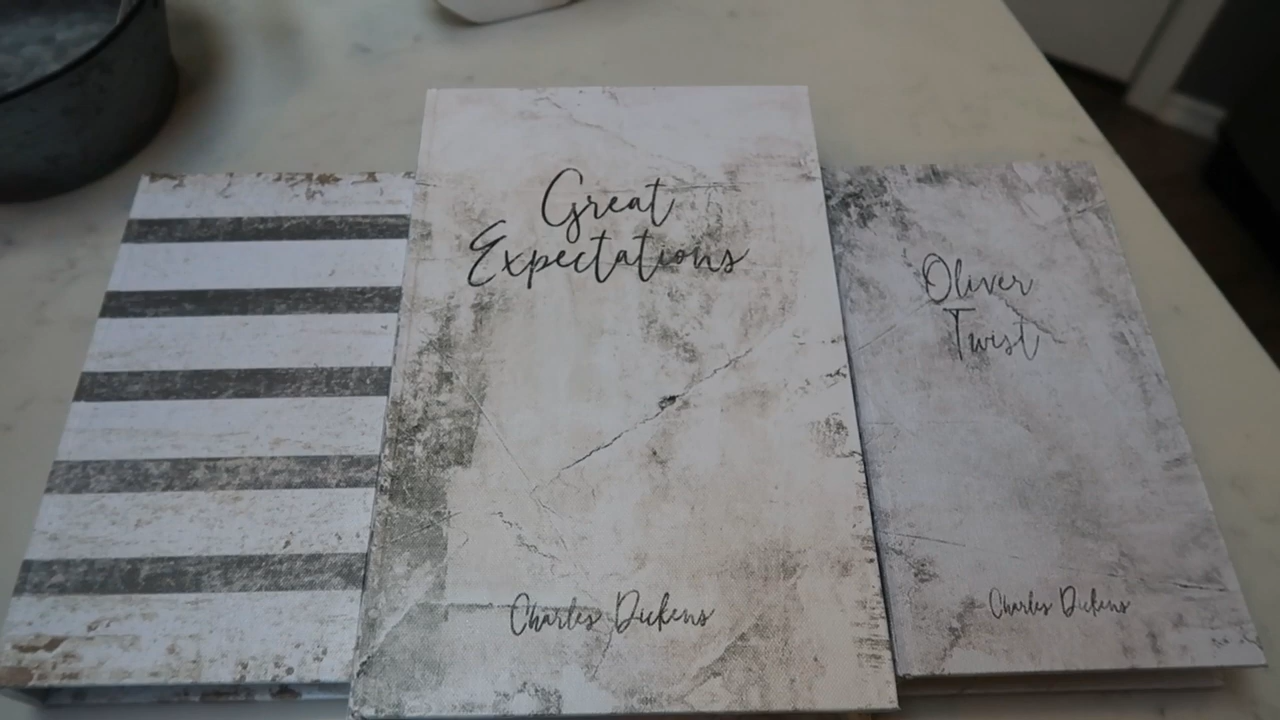 Great
Expectations
Charles Dickens
Oliver
Twist
Charles Dickens